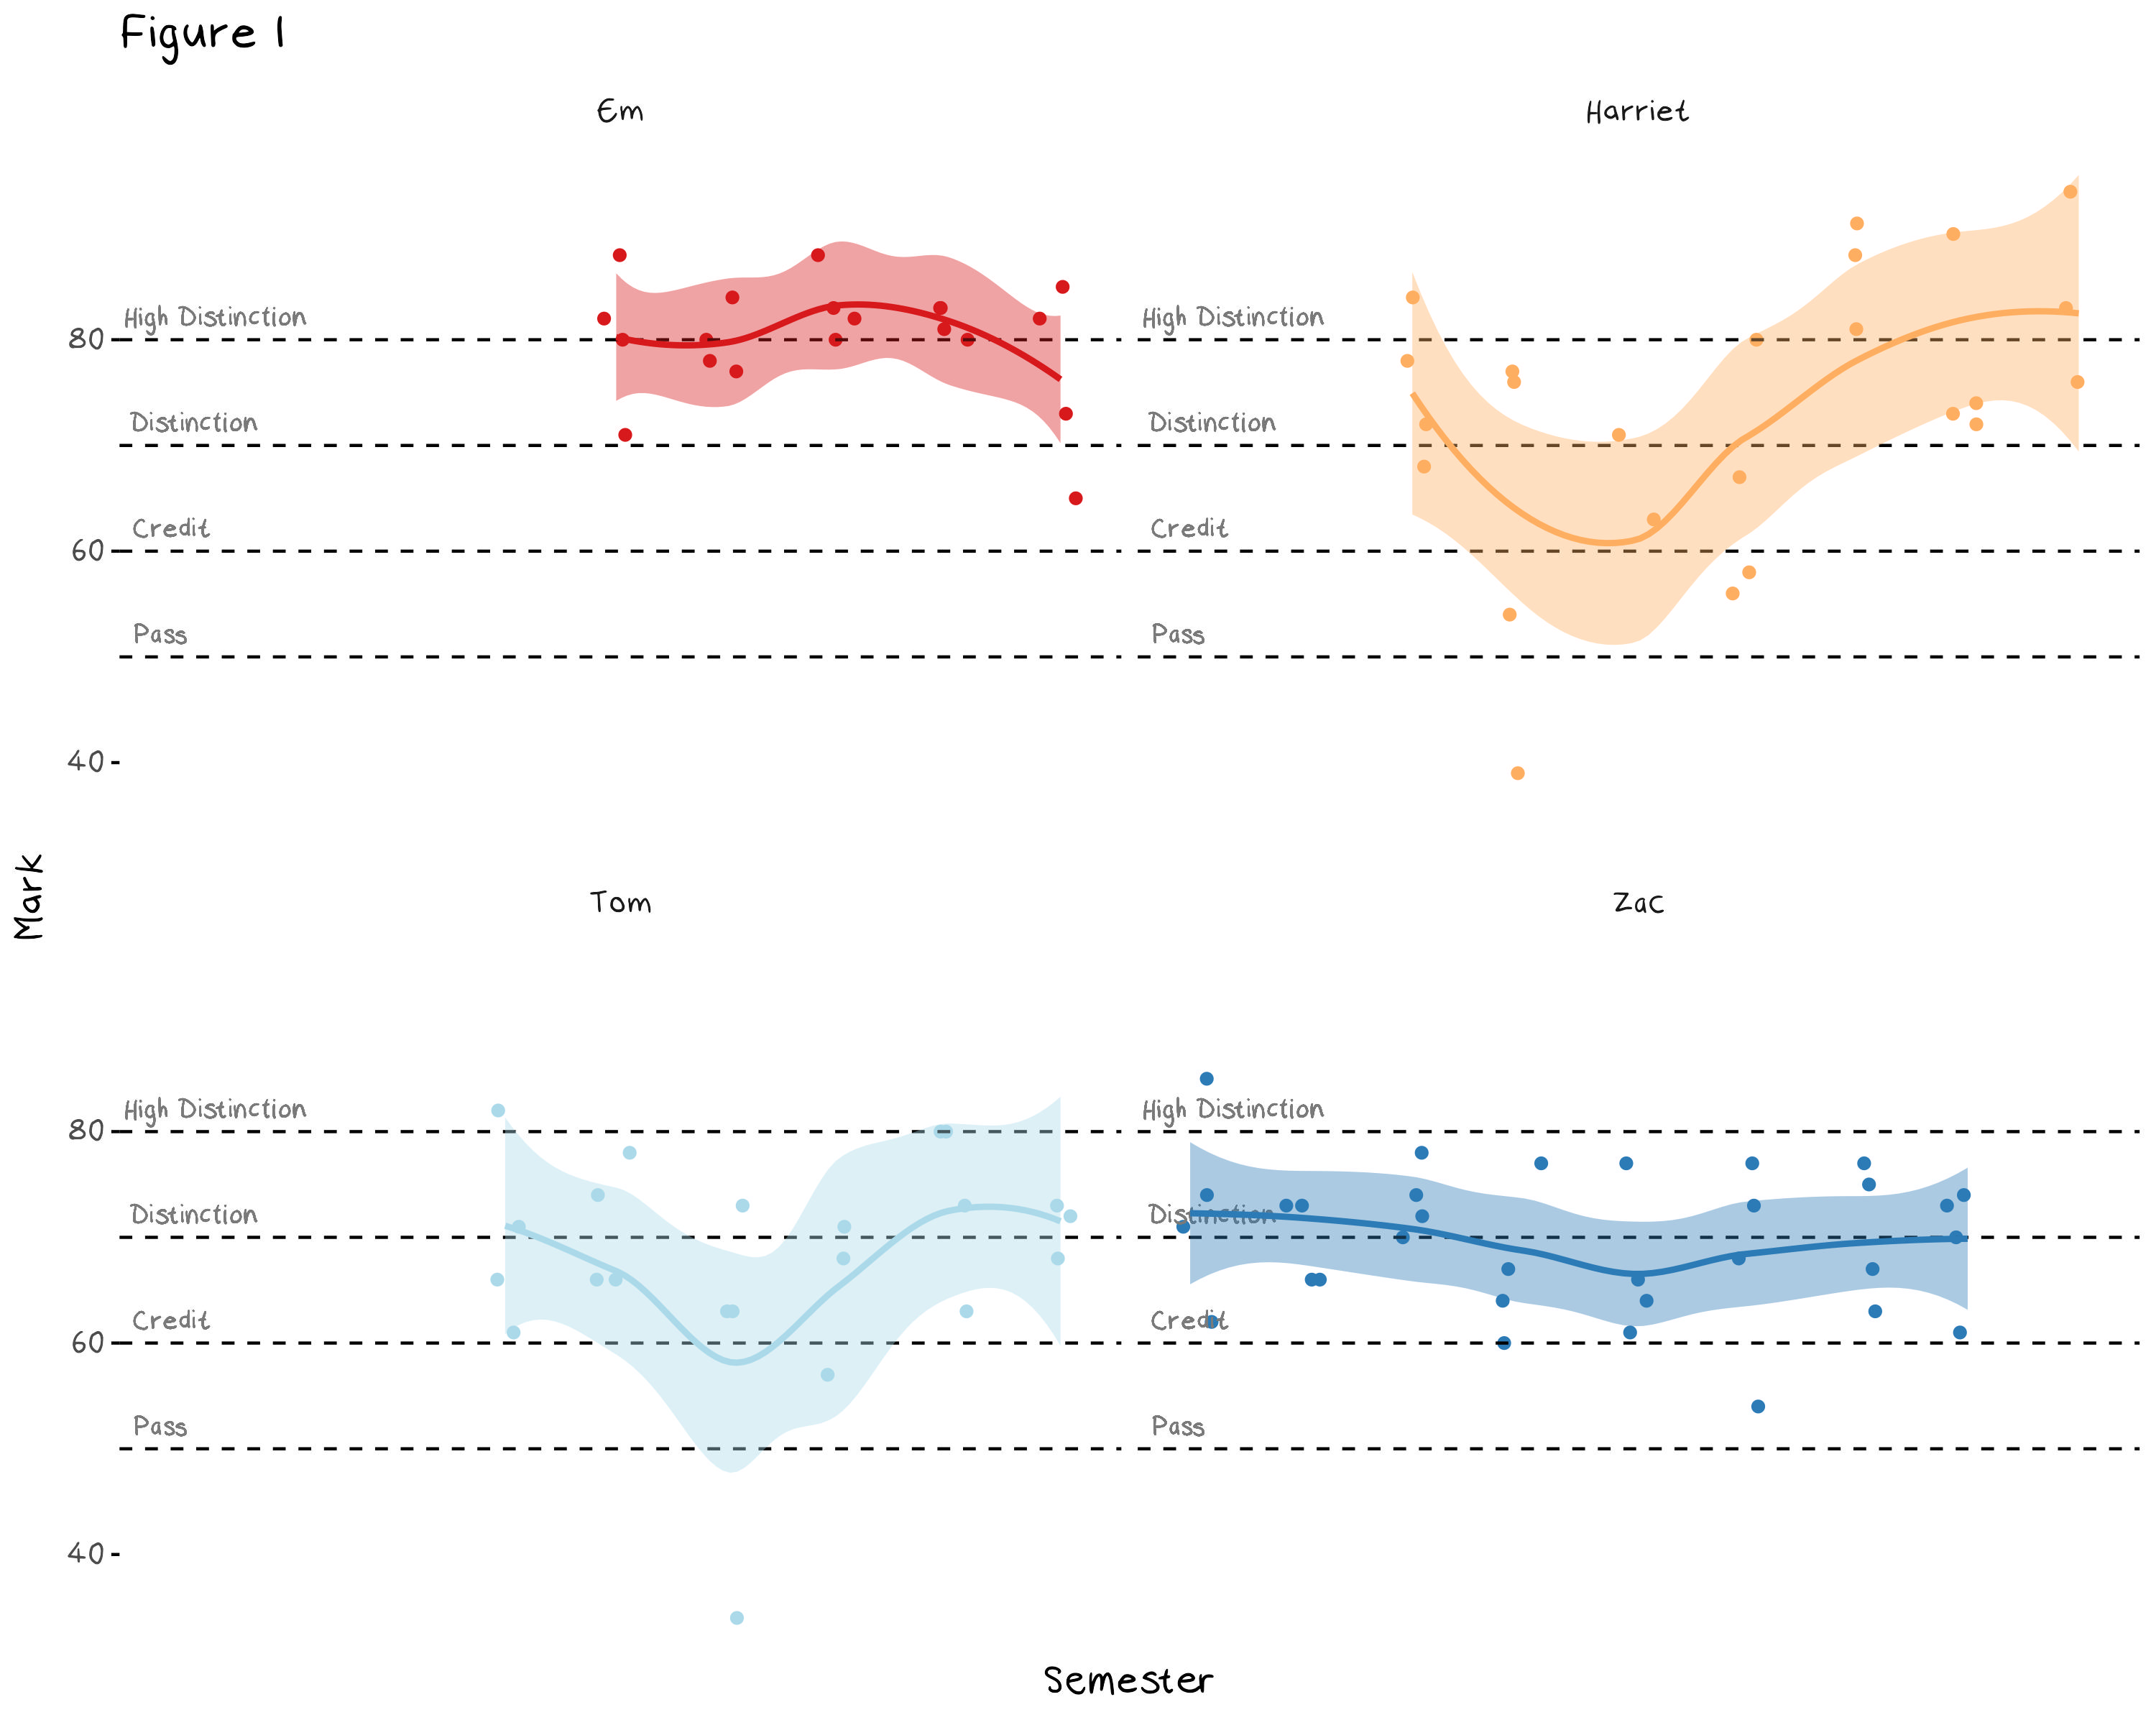 Figure 1
Em
Harriet
High Distinction
High Distinction
80
Distinction
Distinction
Credit
Credit
60
Pass
Pass
40
Mark
Tom
Zac
High Distinction
High Distinction
80
Distinction
Distinction
Credit
Credit
60
Pass
Pass
40
Semester